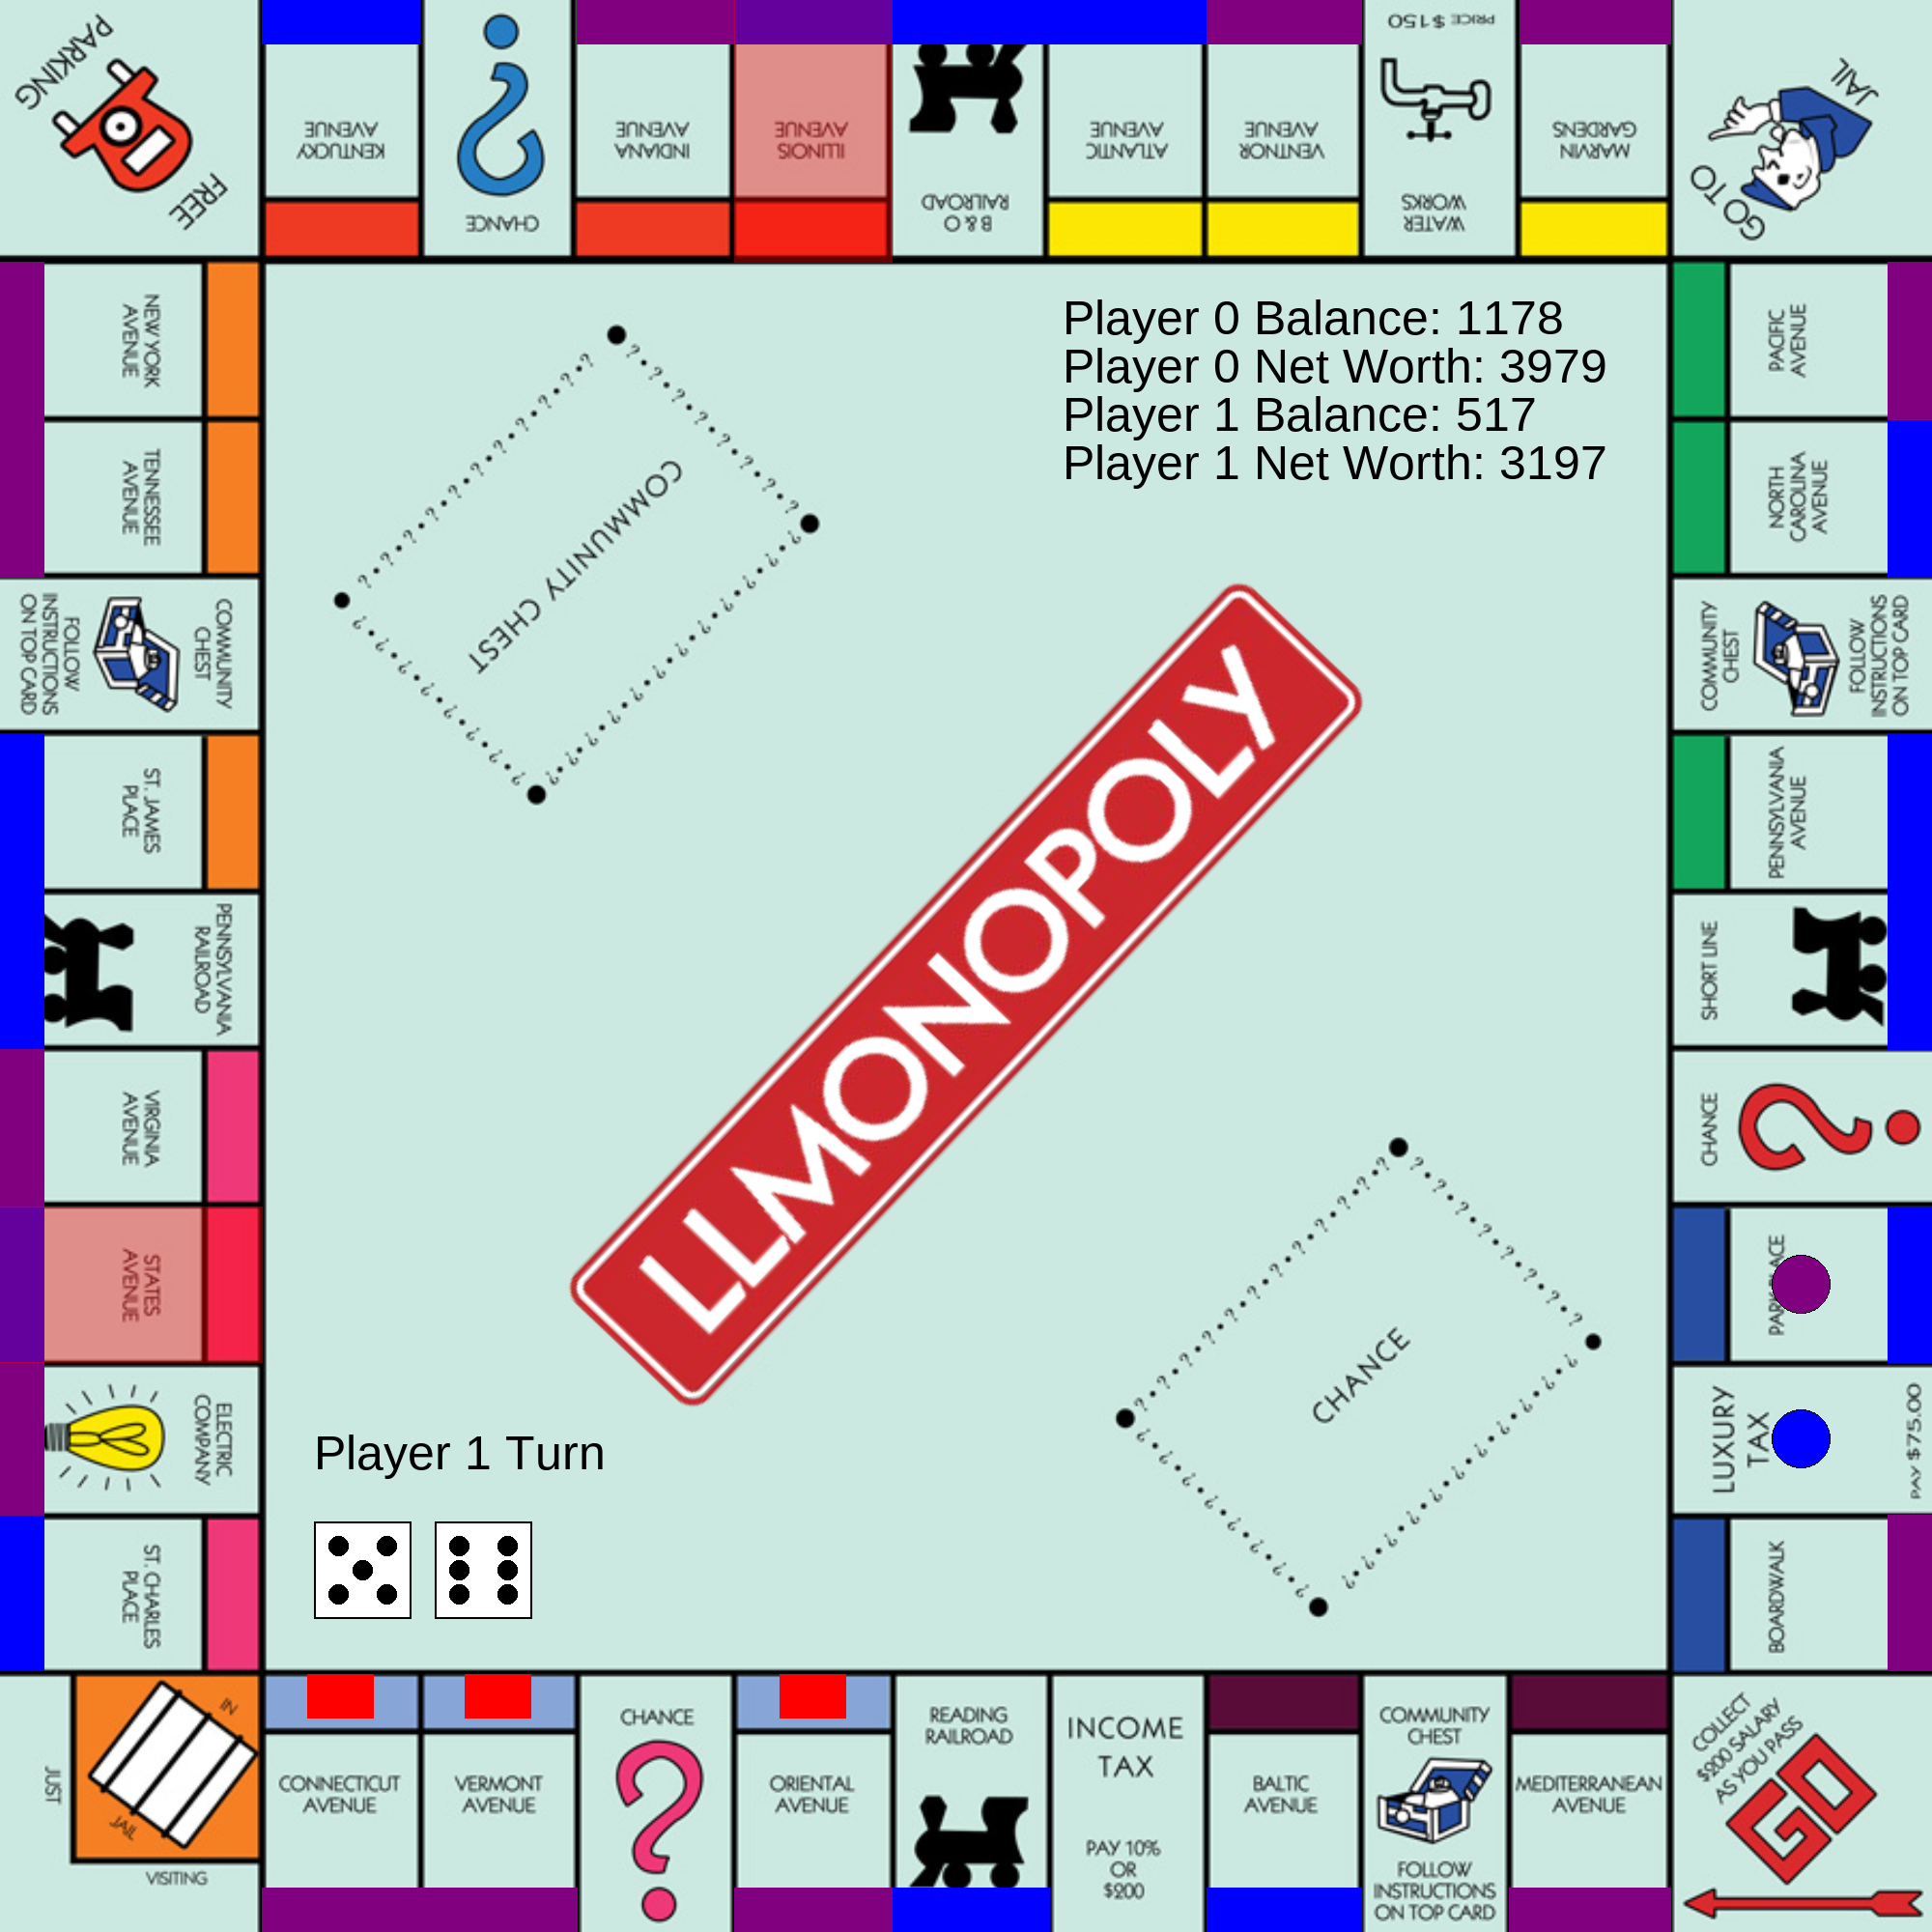 FREE
PARKING
KENTUCKY
AVENUE
CHANCE
INDIANA
AVENUE
ILLINOIS
AVENUE
B & O
RAILROAD
ATLANTIC
AVENUE
VENTNOR
AVENUE
WATER
WORKS
PRICE $150
MARVIN
GARDENS
GO TO
JAIL
NEW YORK
AVENUE
TENNESSEE
AVENUE
COMMUNITY
CHEST
FOLLOW
INSTRUCTIONS
ON TOP CARD
ST. JAMES
PLACE
PENNSYLVANIA
RAILROAD
VIRGINIA
AVENUE
STATES
AVENUE
ELECTRIC
COMPANY
ST. CHARLES
PLACE
Player 0 Balance: 1178
Player 0 Net Worth: 3979
Player 1 Balance: 517
Player 1 Net Worth: 3197
COMMUNITY CHEST
LLMONOPOLY
CHANCE
Player 1 Turn
PACIFIC
AVENUE
NORTH
CAROLINA
AVENUE
COMMUNITY
CHEST
FOLLOW
INSTRUCTIONS
ON TOP CARD
PENNSYLVANIA
AVENUE
SHORT LINE
CHANCE
LUXURY
TAX
PAY $75.00
BOARDWALK
JUST
VISITING
IN
JAIL
CONNECTICUT
AVENUE
VERMONT
AVENUE
CHANCE
ORIENTAL
AVENUE
READING
RAILROAD
INCOME
TAX
PAY 10%
OR
$200
BALTIC
AVENUE
COMMUNITY
CHEST
FOLLOW
INSTRUCTIONS
ON TOP CARD
MEDITERRANEAN
AVENUE
COLLECT
$200 SALARY
AS YOU PASS
GO